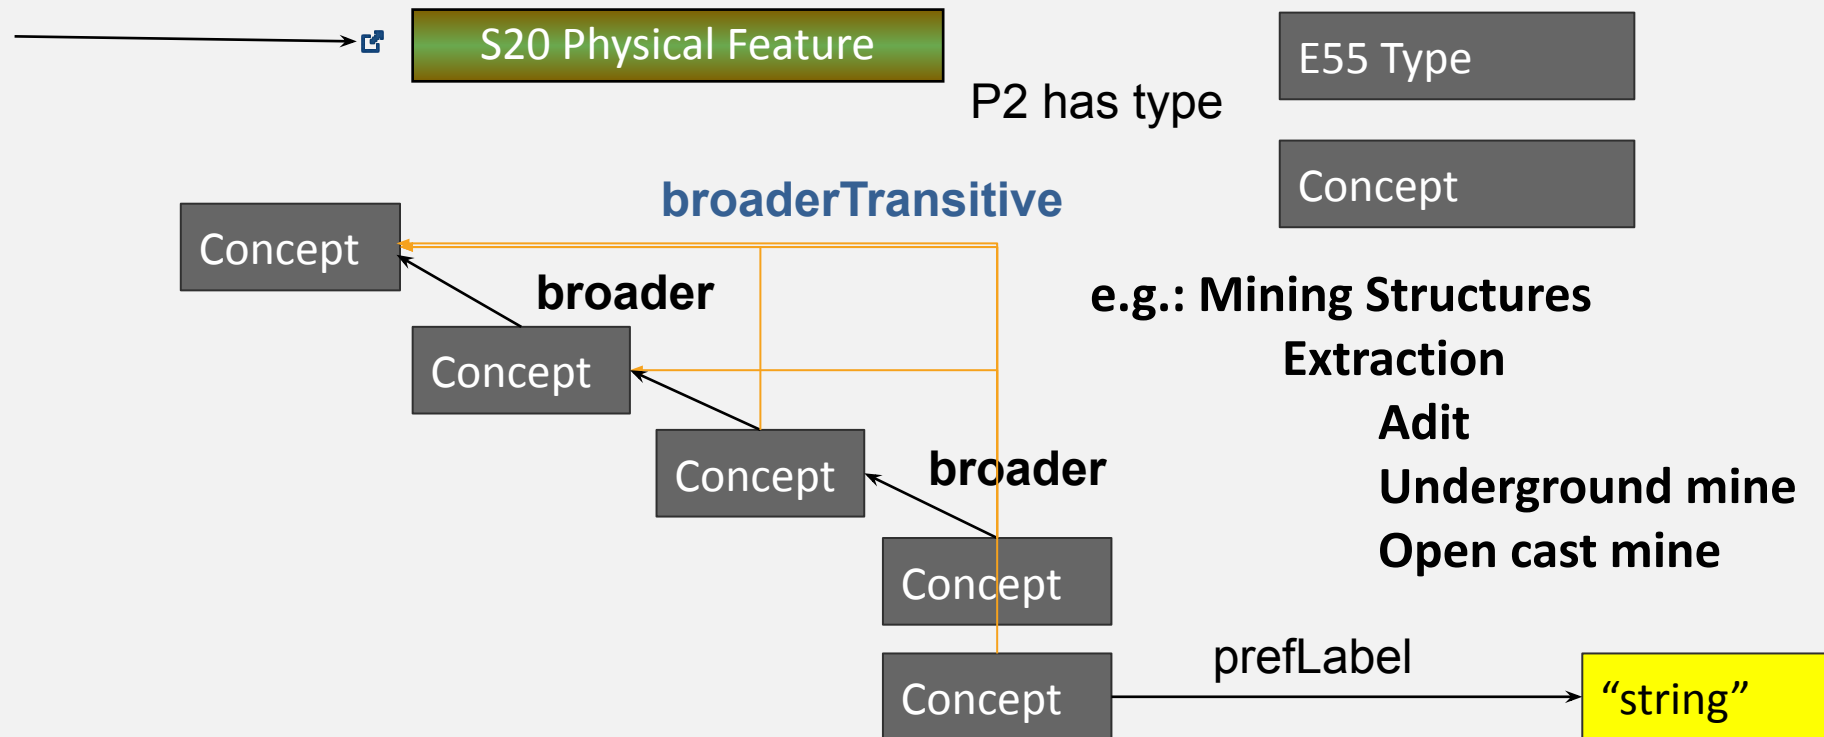 S20 Physical Feature
E55 Type
P2 has type
Concept
broaderTransitive
Concept
broader
e.g.: Mining Structures
Concept
Extraction
Adit
Concept
broader
Underground mine
Open cast mine
Concept
prefLabel
Concept
“string”